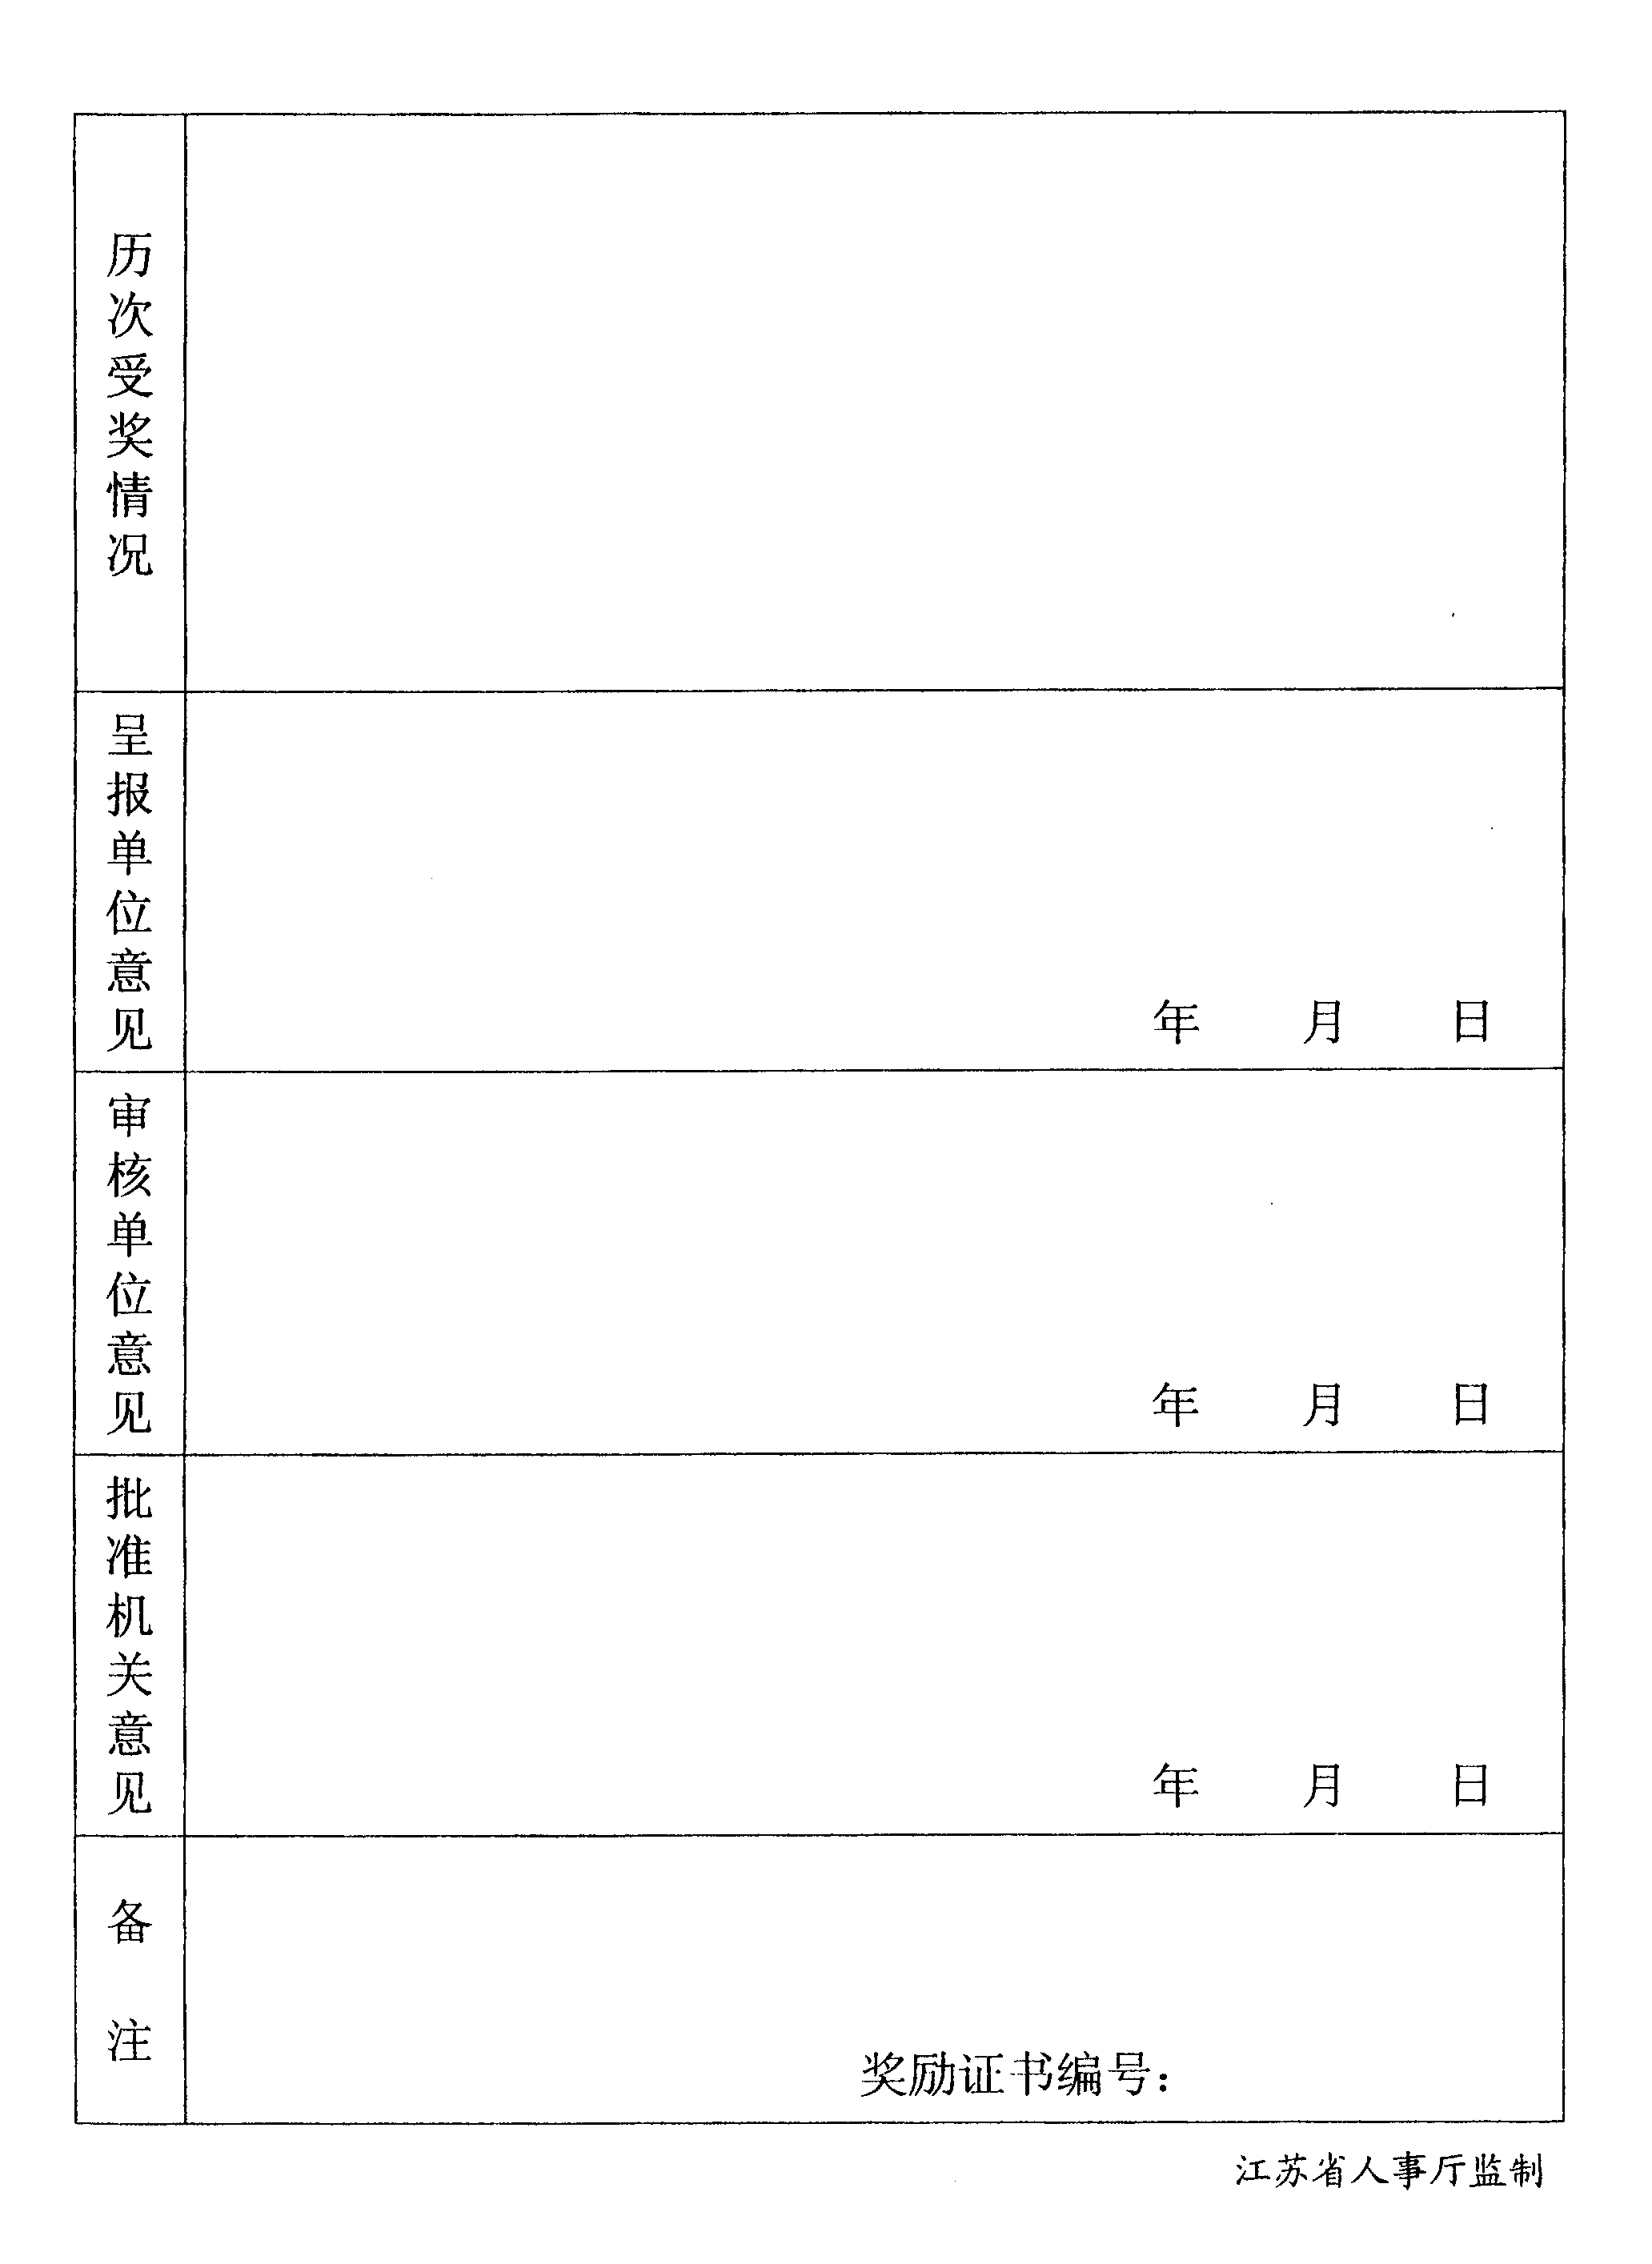 历次受奖情况
呈报单位意见
年 月 日
审核单位意见
年 月 日
批准机关意见
年 月 日
备注
奖励证书编号：
江苏省人事厅监制